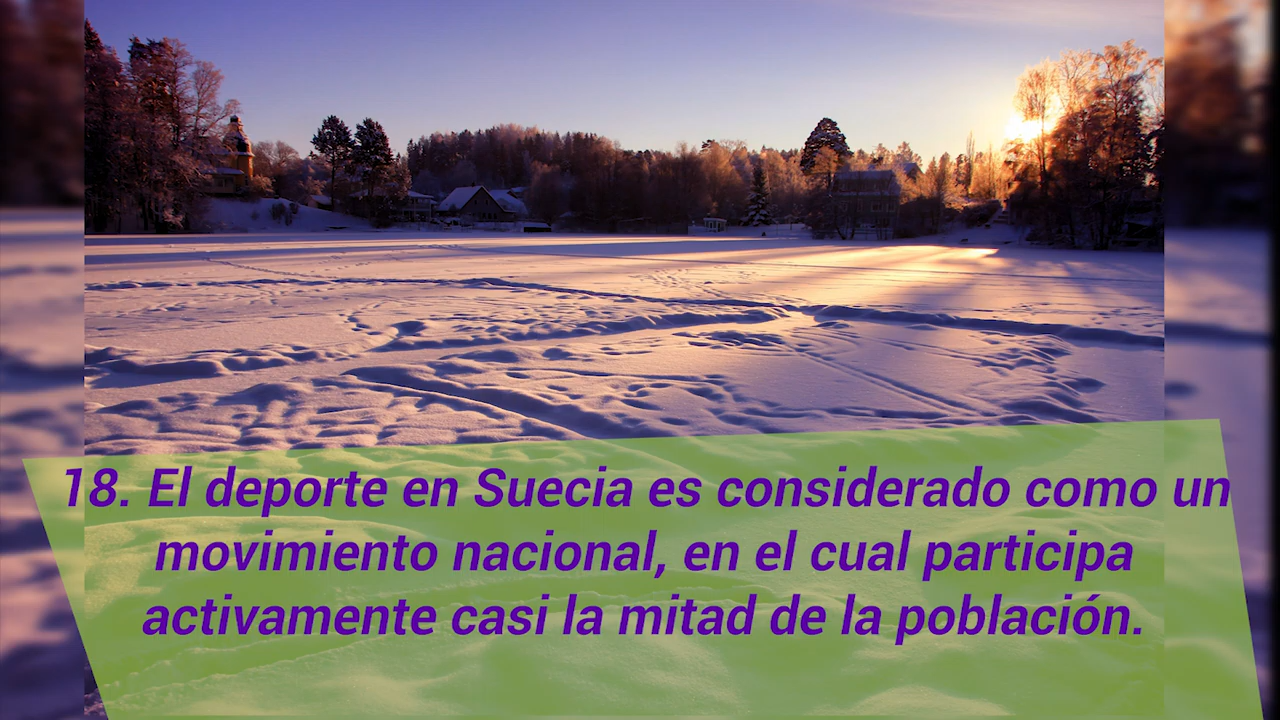 18. El deporte en Suecia es considerado como un
movimiento nacional, en el cual participa
activamente casi la mitad de la población.